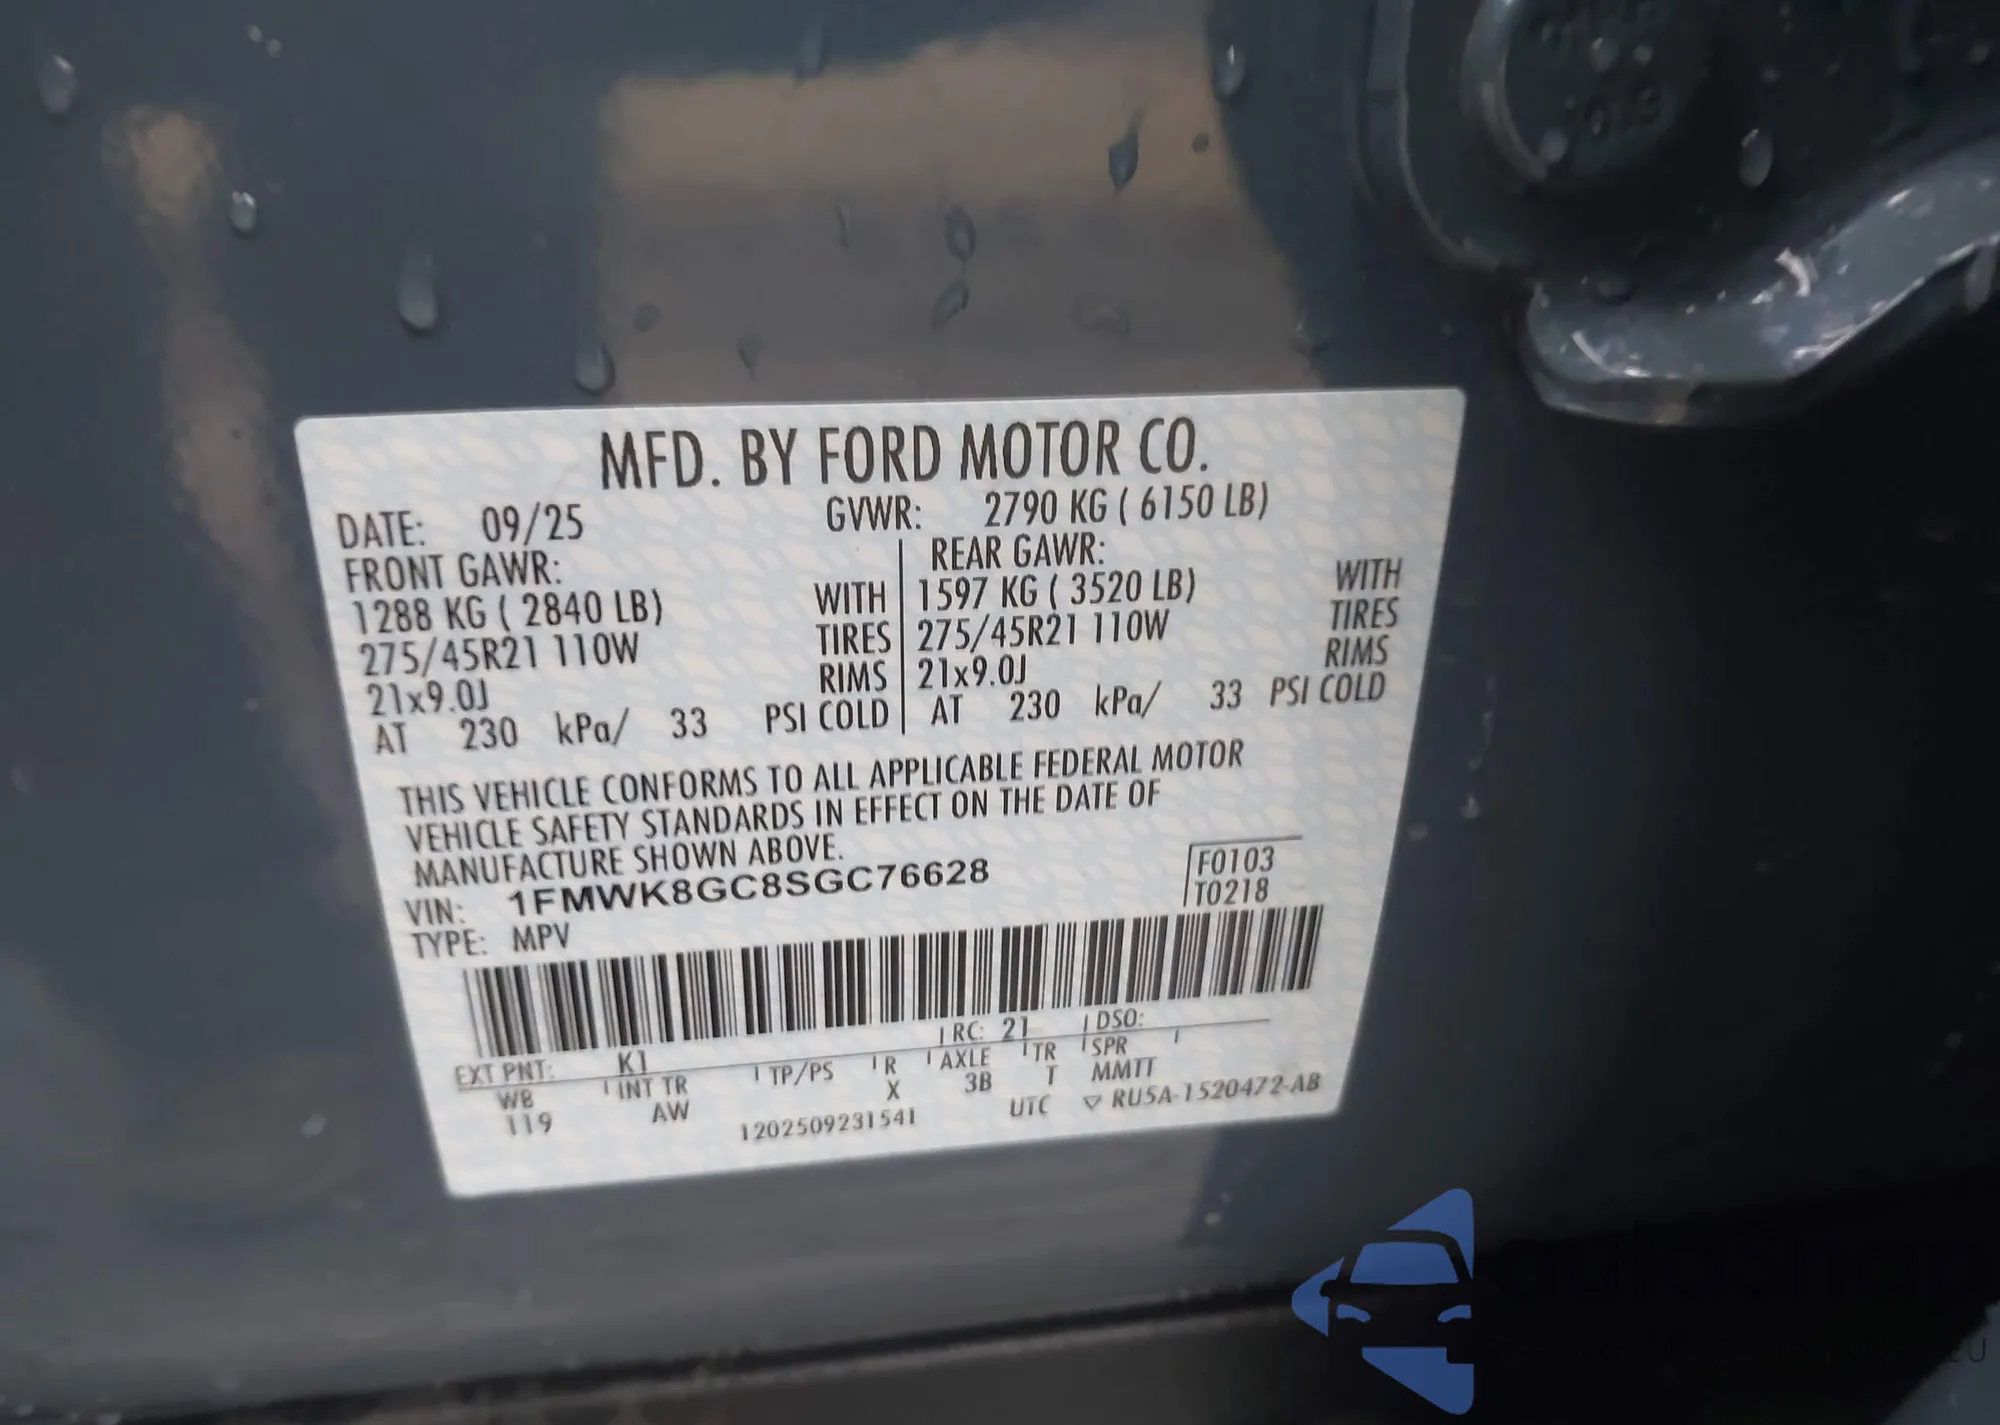 MFD. BY FORD MOTOR CO.
DATE: 09/25 GVWR: 2790 KG ( 6150 LB)
FRONT GAWR: REAR GAWR:
1288 KG ( 2840 LB) WITH 1597 KG ( 3520 LB) WITH
275/45R21 110W TIRES 275/45R21 110W TIRES
21x9.0J RIMS 21x9.0J RIMS
AT 230 kPa/ 33 PSI COLD AT 230 kPa/ 33 PSI COLD
THIS VEHICLE CONFORMS TO ALL APPLICABLE FEDERAL MOTOR
VEHICLE SAFETY STANDARDS IN EFFECT ON THE DATE OF
MANUFACTURE SHOWN ABOVE.
F0103
VIN: 1FMWK8GC8SGC76628 T0218
TYPE: MPV
EXT PNT: K1 RC: 21 DSO:
WB INT TR TP/PS R AXLE TR SPR
119 AW X 3B T MMTT
1202509231541 UTC ▽ RU5A-1520472-AB
autoshop